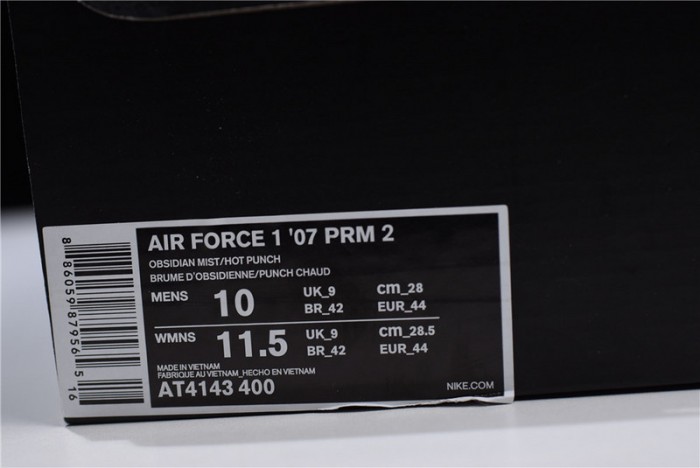 AIR FORCE 1 '07 PRM 2
OBSIDIAN MIST/HOT PUNCH
BRUME D'OBSIDIENNE/PUNCH CHAUD
MENS 10 UK_9 cm_28
BR_42 EUR_44
WMNS 11.5 UK_9 cm_28.5
BR_42 EUR_44
MADE IN VIETNAM
FABRIQUE AU VIETNAM_HECHO EN VIETNAM
AT4143 400
NIKE.COM
8 86059 87956 5 16